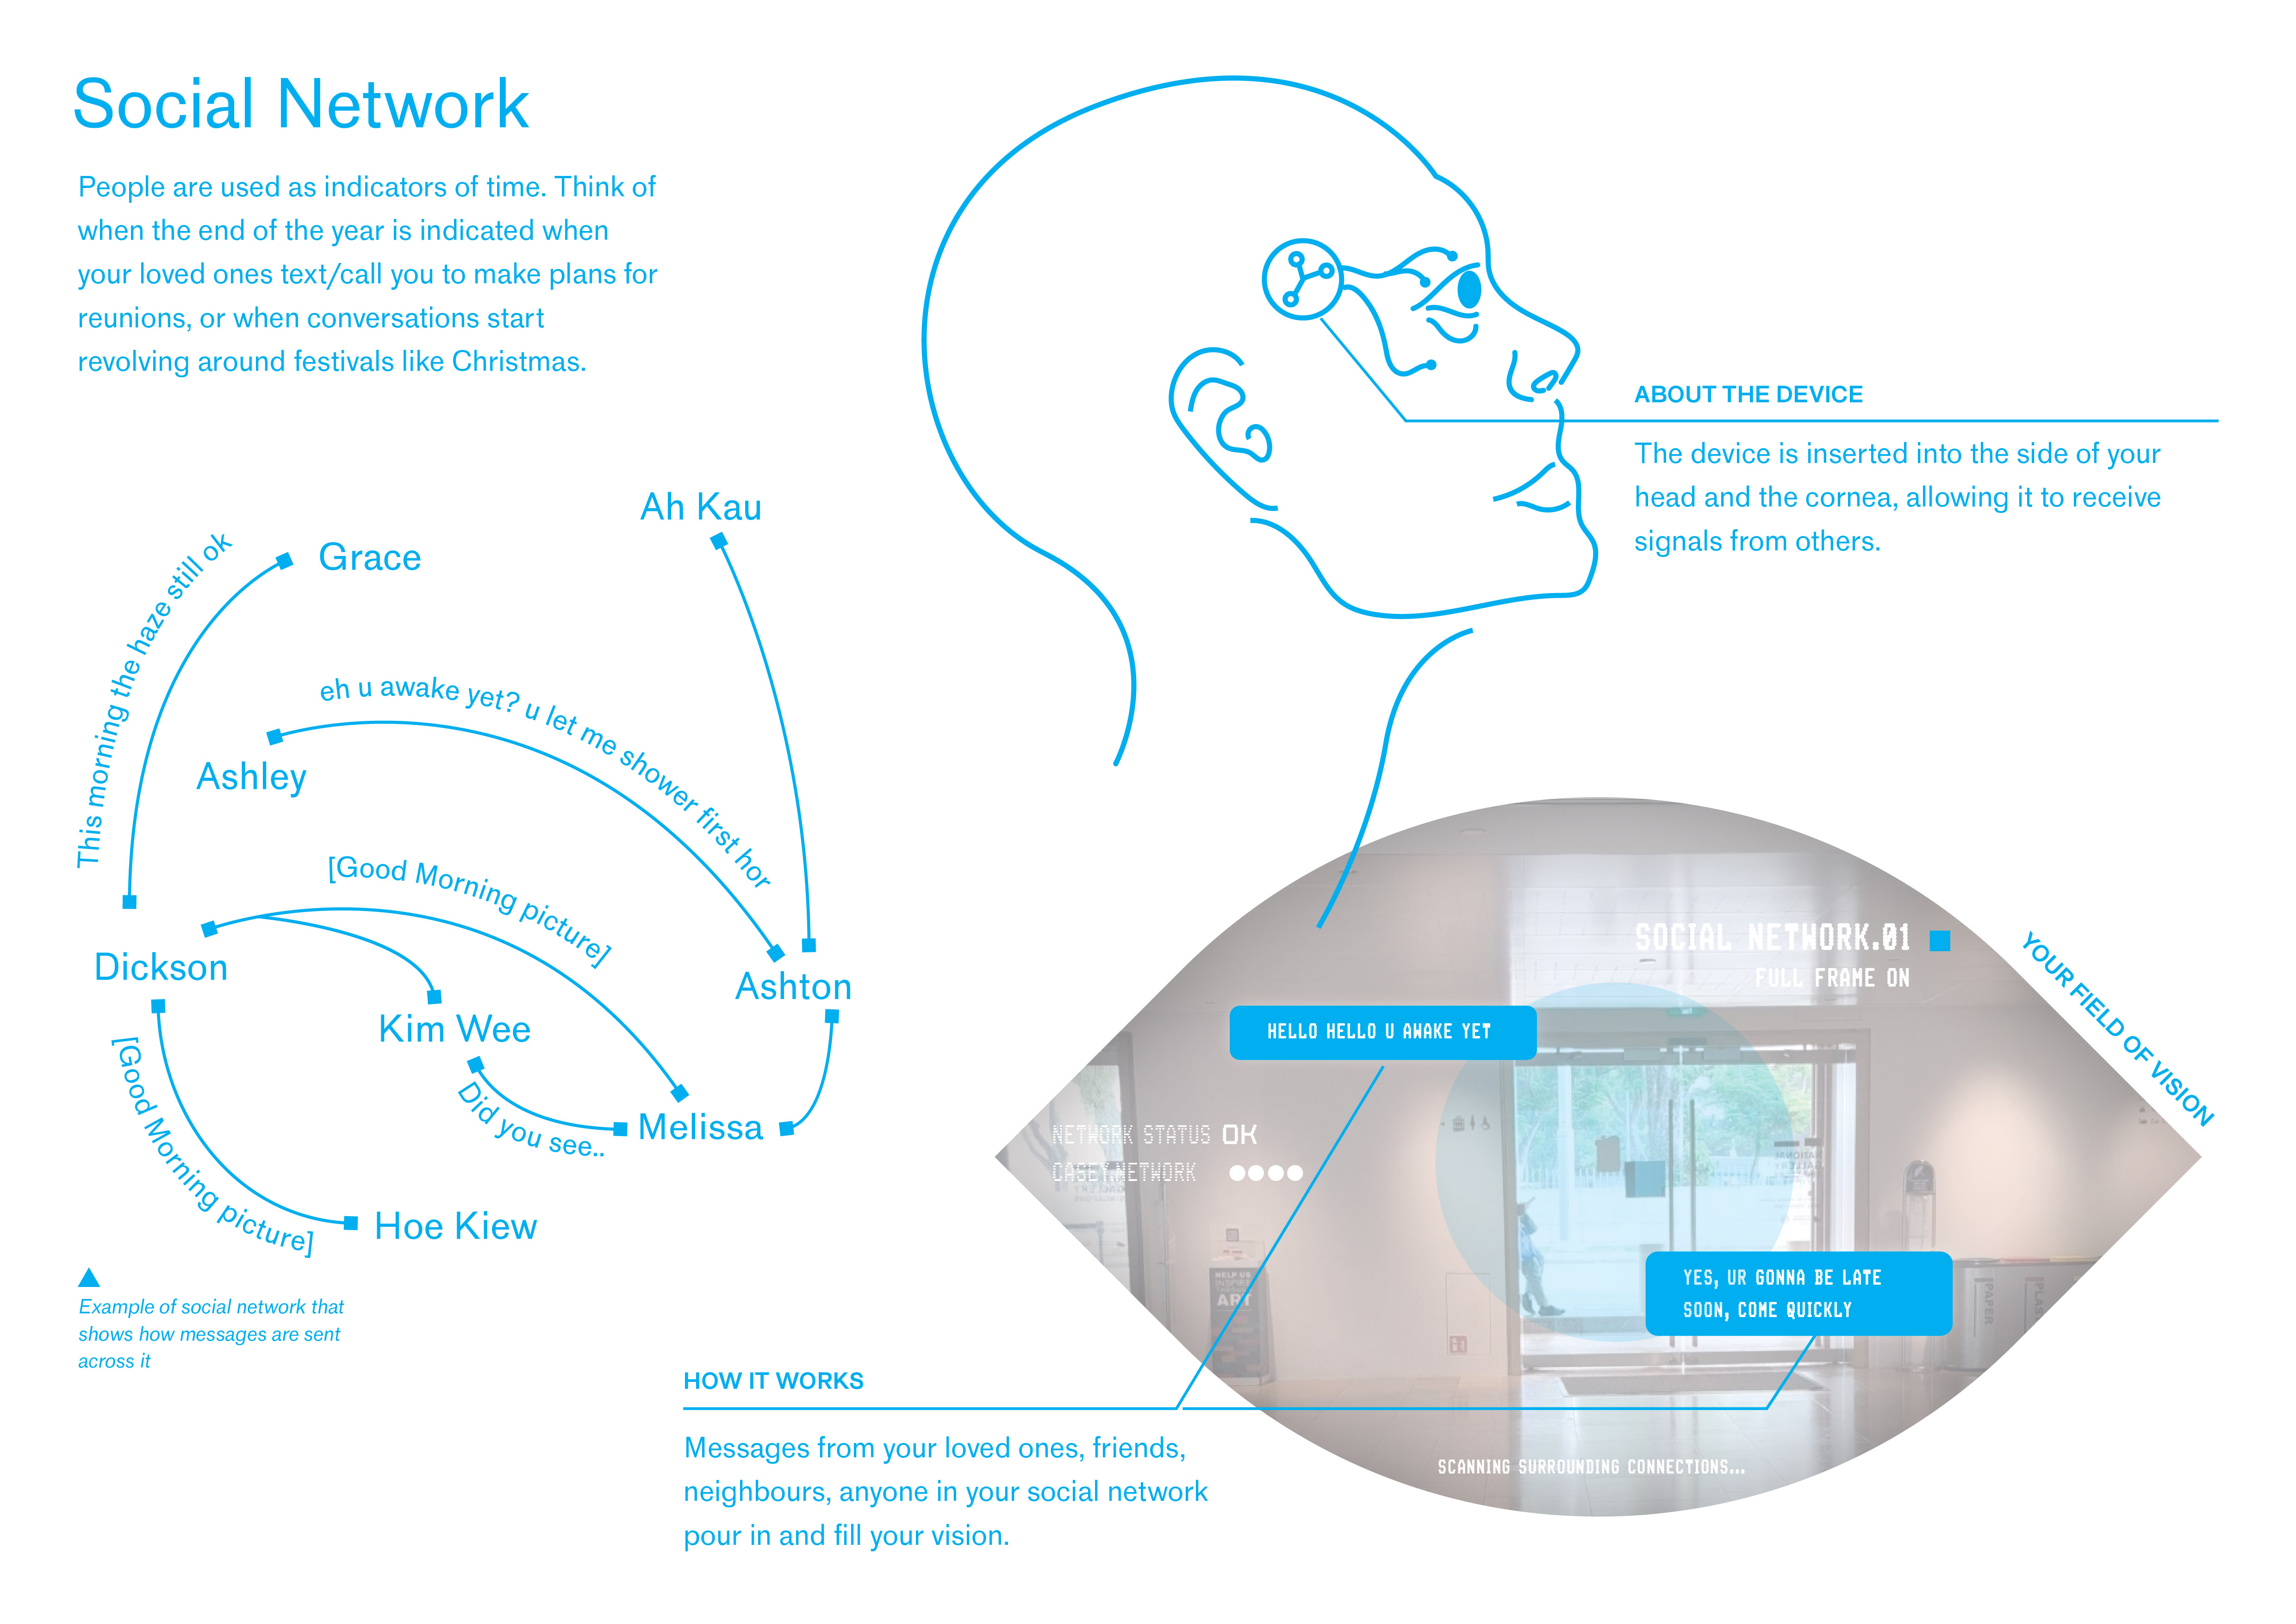 Social Network
People are used as indicators of time. Think of
when the end of the year is indicated when
your loved ones text/call you to make plans for
reunions, or when conversations start
revolving around festivals like Christmas.
ABOUT THE DEVICE
The device is inserted into the side of your
head and the cornea, allowing it to receive
signals from others.
Ah Kau
Grace
This morning the haze still ok
eh u awake yet? u let me shower first hor
Ashley
[Good Morning picture]
Dickson
Ashton
Kim Wee
Did you see..
Melissa
[Good Morning picture]
Hoe Kiew
Example of social network that
shows how messages are sent
across it
YOUR FIELD OF VISION
SOCIAL NETWORK.01
FULL FRAME ON
HELLO HELLO U AWAKE YET
NETWORK STATUS OK
CASEY.NETWORK
NATIONAL
GALLERY
HELP US
INSPIRE
ART
YES, UR GONNA BE LATE
SOON, COME QUICKLY
PAPER
SCANNING SURROUNDING CONNECTIONS...
HOW IT WORKS
Messages from your loved ones, friends,
neighbours, anyone in your social network
pour in and fill your vision.